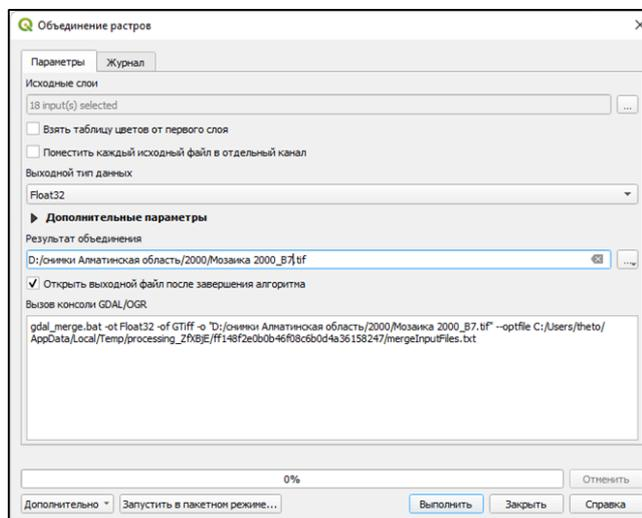 Объединение растров
Параметры
Журнал
Исходные слои
18 input(s) selected
...
Взять таблицу цветов от первого слоя
Поместить каждый исходный файл в отдельный канал
Выходной тип данных
Float32
Дополнительные параметры
Результат объединения
D:/снимки Алматинская область/2000/Мозаика 2000_B7.tif
...
Открыть выходной файл после завершения алгоритма
Вызов консоли GDAL/OGR
gdal_merge.bat -ot Float32 -of GTiff -o "D:/снимки Алматинская область/2000/Мозаика 2000_B7.tif" --optfile C:/Users/theto/
AppData/Local/Temp/processing_ZfXBjE/ff148f2e0b0b46f08c6b0d4a36158247/mergeInputFiles.txt
0%
Отменить
Дополнительно
Запустить в пакетном режиме...
Выполнить
Закрыть
Справка